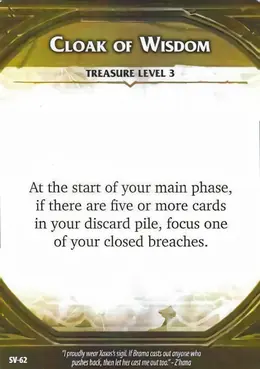 CLOAK OF WISDOM
TREASURE LEVEL 3
At the start of your main phase,
if there are five or more cards
in your discard pile, focus one
of your closed breaches.
"I proudly wear Xaxos's sigil. If Brama casts out anyone who
pushes back, then let her cast me out too." – Z'hana
SV-62